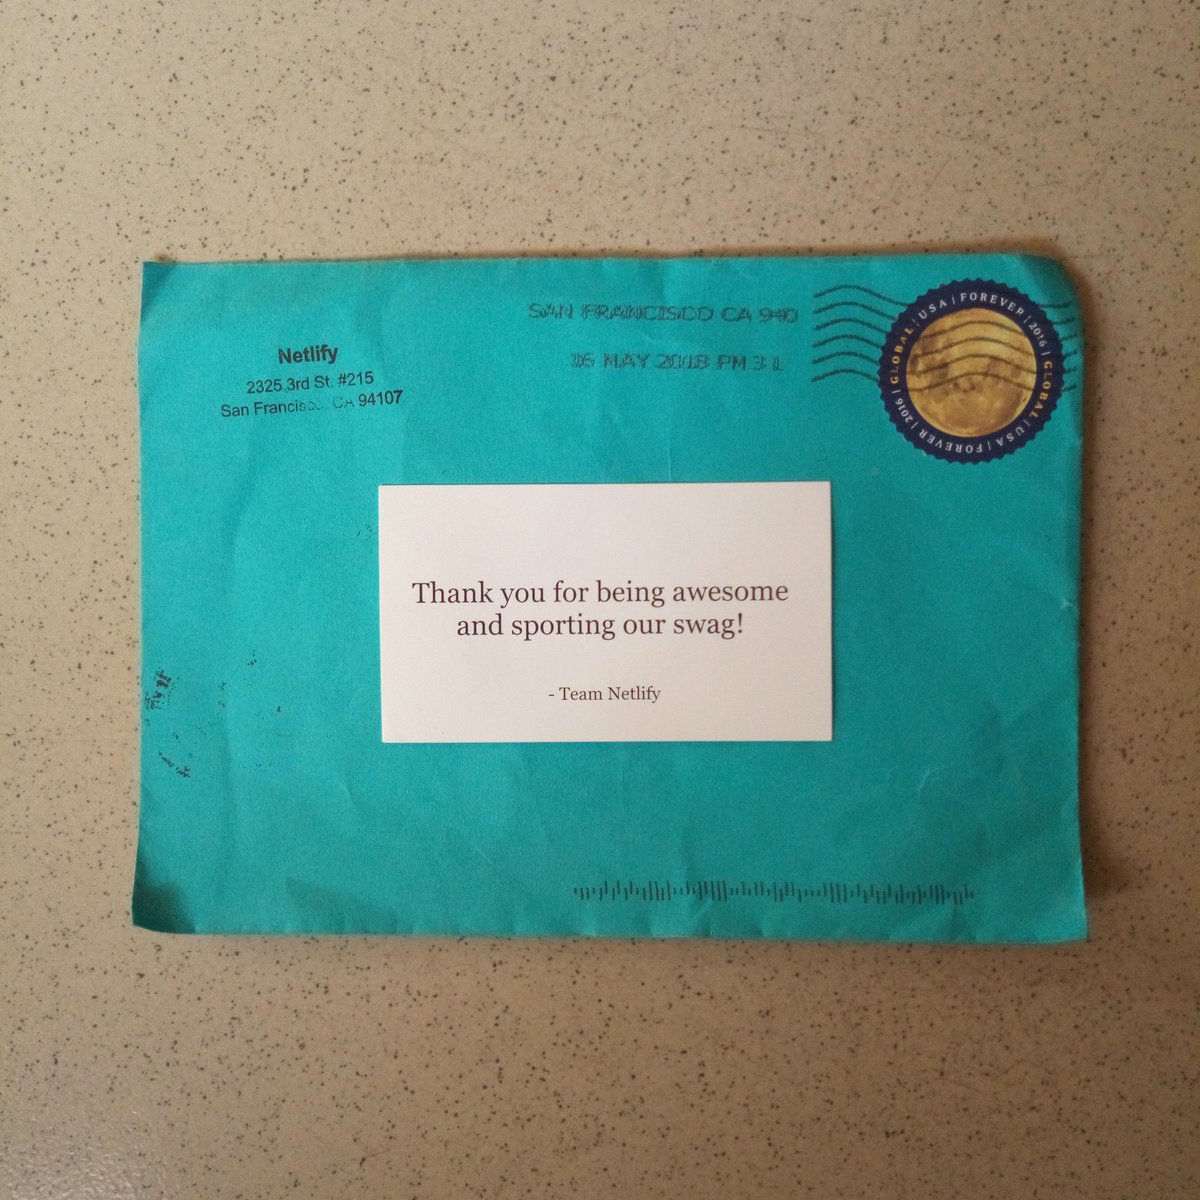 SAN FRANCISCO CA 940
16 MAY 2018 PM 3 L
Netlify
2325 3rd St. #215
San Francisco, CA 94107
GLOBAL | USA | FOREVER | 2016 | GLOBAL | USA | FOREVER | 2016 |
Thank you for being awesome
and sporting our swag!
- Team Netlify